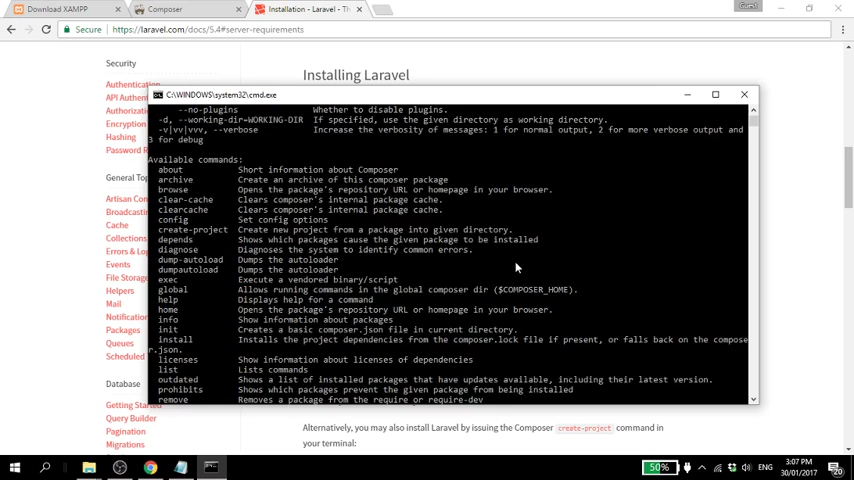 Download XAMPP
Composer
Installation - Laravel - Th
Guest
Secure https://laravel.com/docs/5.4#server-requirements
Security
Authentication
API Authen
Authorizatio
Encryption
Hashing
Password R
General Top
Artisan Con
Broadcastin
Cache
Collections
Errors & Log
Events
File Storage
Helpers
Mail
Notification
Packages
Queues
Scheduled
Database
Getting Started
Query Builder
Pagination
Migrations
Installing Laravel
C:\WINDOWS\system32\cmd.exe
--no-plugins Whether to disable plugins.
-d, --working-dir=WORKING-DIR If specified, use the given directory as working directory.
-v|vv|vvv, --verbose Increase the verbosity of messages: 1 for normal output, 2 for more verbose output and
3 for debug
Available commands:
about Short information about Composer
archive Create an archive of this composer package
browse Opens the package's repository URL or homepage in your browser.
clear-cache Clears composer's internal package cache.
clearcache Clears composer's internal package cache.
config Set config options
create-project Create new project from a package into given directory.
depends Shows which packages cause the given package to be installed
diagnose Diagnoses the system to identify common errors.
dump-autoload Dumps the autoloader
dumpautoload Dumps the autoloader
exec Execute a vendored binary/script
global Allows running commands in the global composer dir ($COMPOSER_HOME).
help Displays help for a command
home Opens the package's repository URL or homepage in your browser.
info Show information about packages
init Creates a basic composer.json file in current directory.
install Installs the project dependencies from the composer.lock file if present, or falls back on the compose
r.json.
licenses Show information about licenses of dependencies
list Lists commands
outdated Shows a list of installed packages that have updates available, including their latest version.
prohibits Shows which packages prevent the given package from being installed
remove Removes a package from the require or require-dev
Alternatively, you may also install Laravel by issuing the Composer create-project command in
your terminal:
50%
ENG
3:07 PM
30/01/2017
20